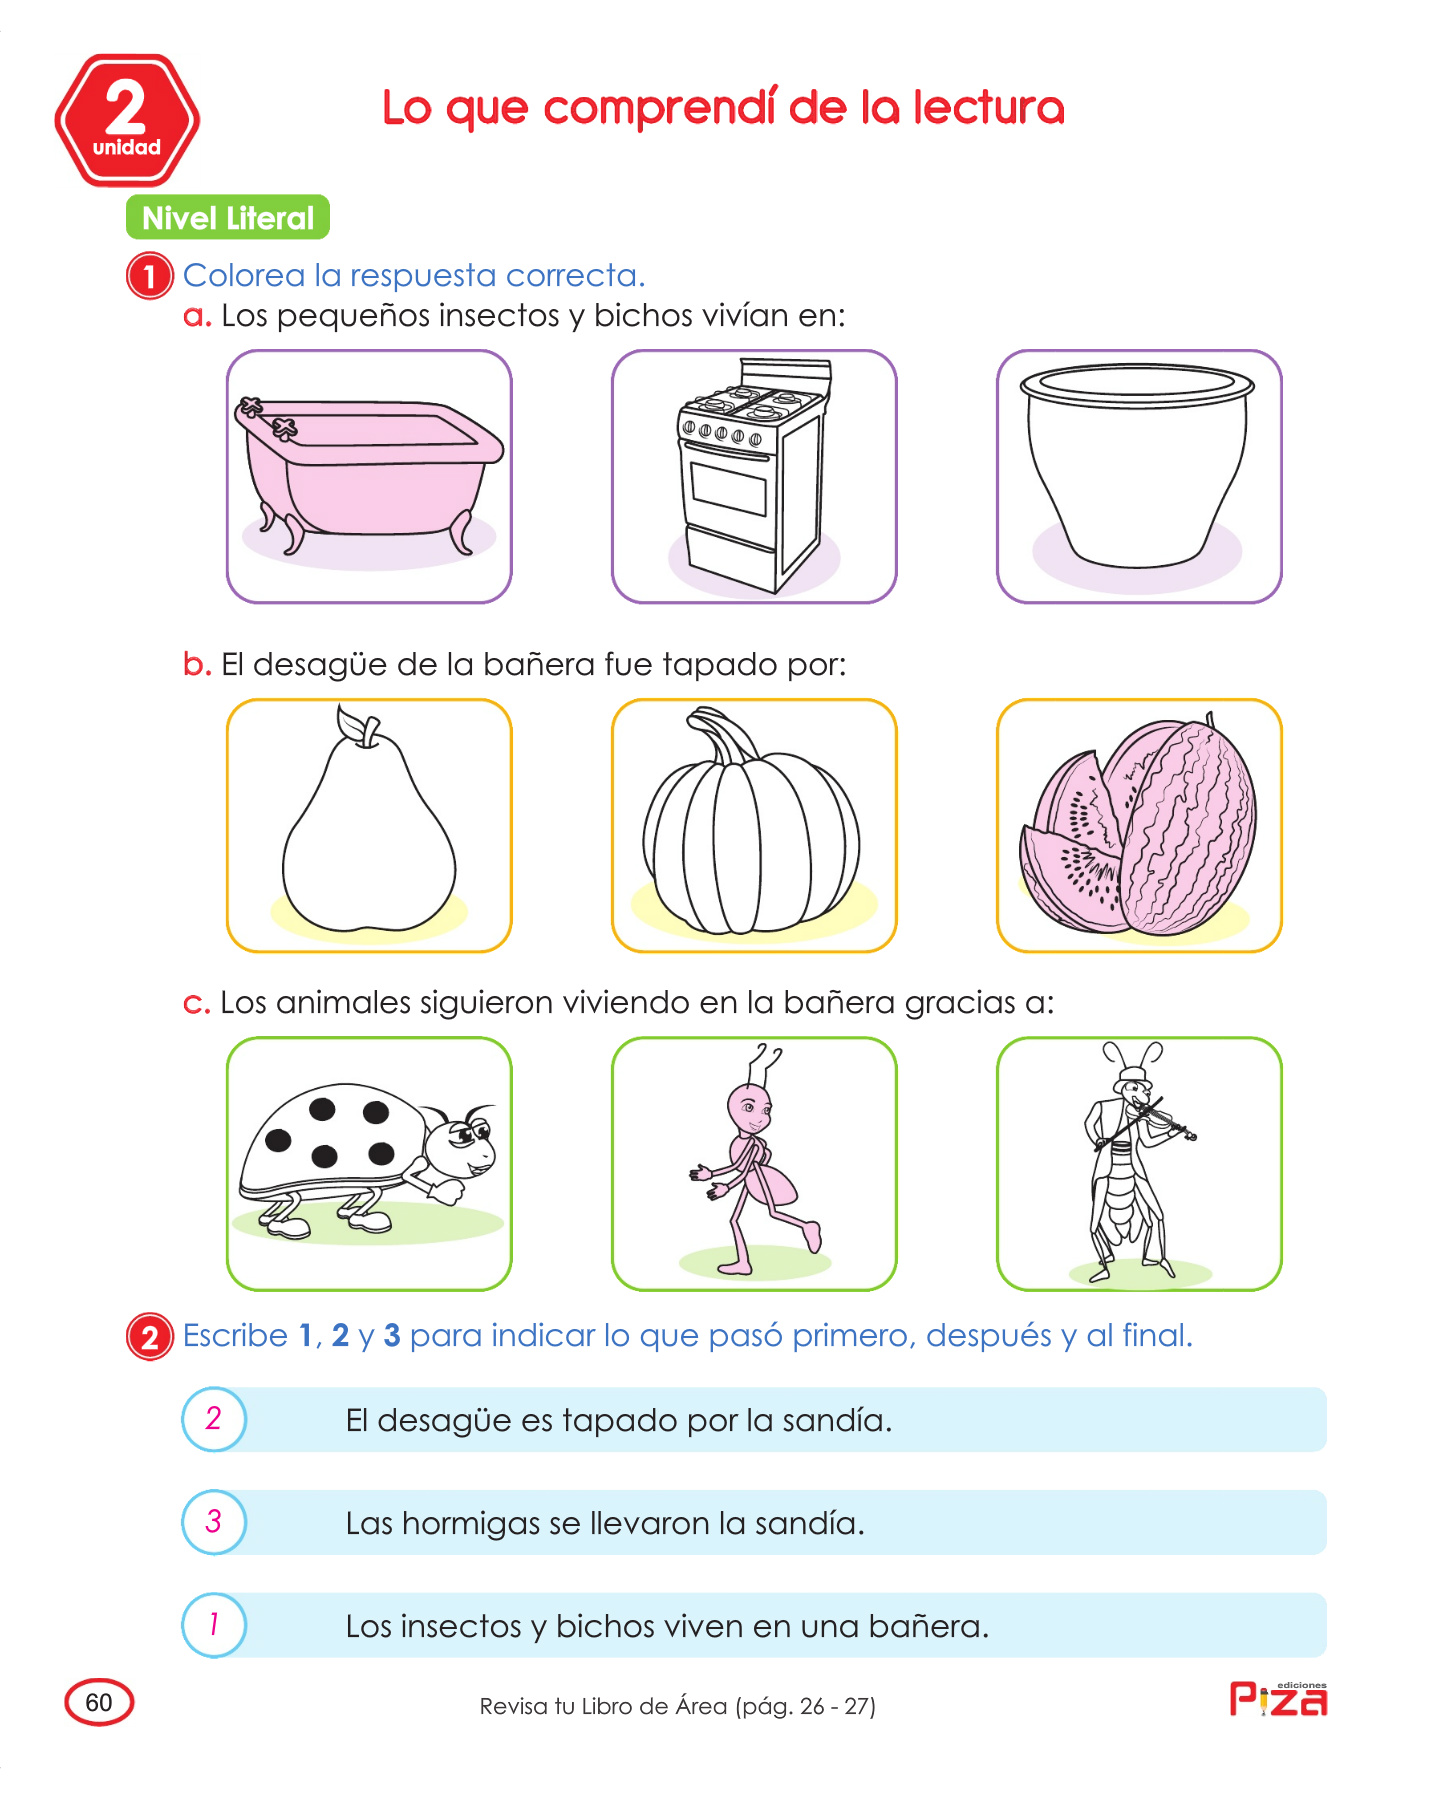 2
unidad
Lo que comprendí de la lectura
Nivel Literal
1 Colorea la respuesta correcta.
a. Los pequeños insectos y bichos vivían en:
b. El desagüe de la bañera fue tapado por:
c. Los animales siguieron viviendo en la bañera gracias a:
2 Escribe 1, 2 y 3 para indicar lo que pasó primero, después y al final.
2 El desagüe es tapado por la sandía.
3 Las hormigas se llevaron la sandía.
1 Los insectos y bichos viven en una bañera.
60
Revisa tu Libro de Área (pág. 26 - 27)
ediciones
Piza